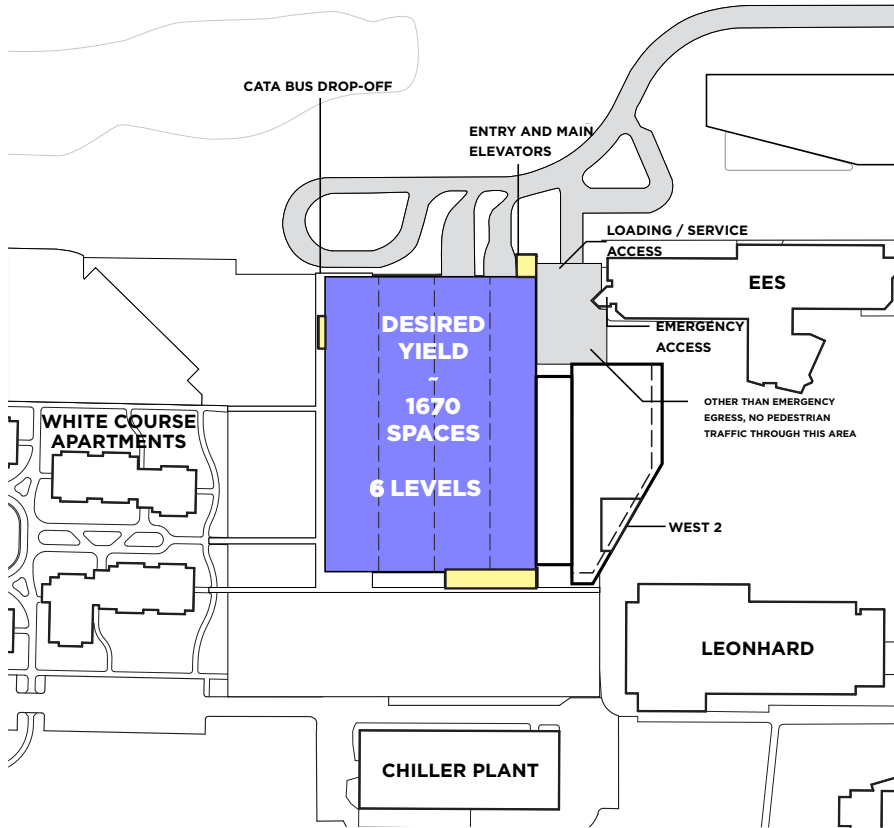 CATA BUS DROP-OFF
ENTRY AND MAIN
ELEVATORS
LOADING / SERVICE
ACCESS
EES
EMERGENCY
ACCESS
DESIRED
YIELD
~
1670
SPACES
6 LEVELS
OTHER THAN EMERGENCY
EGRESS, NO PEDESTRIAN
TRAFFIC THROUGH THIS AREA
WHITE COURSE
APARTMENTS
WEST 2
LEONHARD
CHILLER PLANT